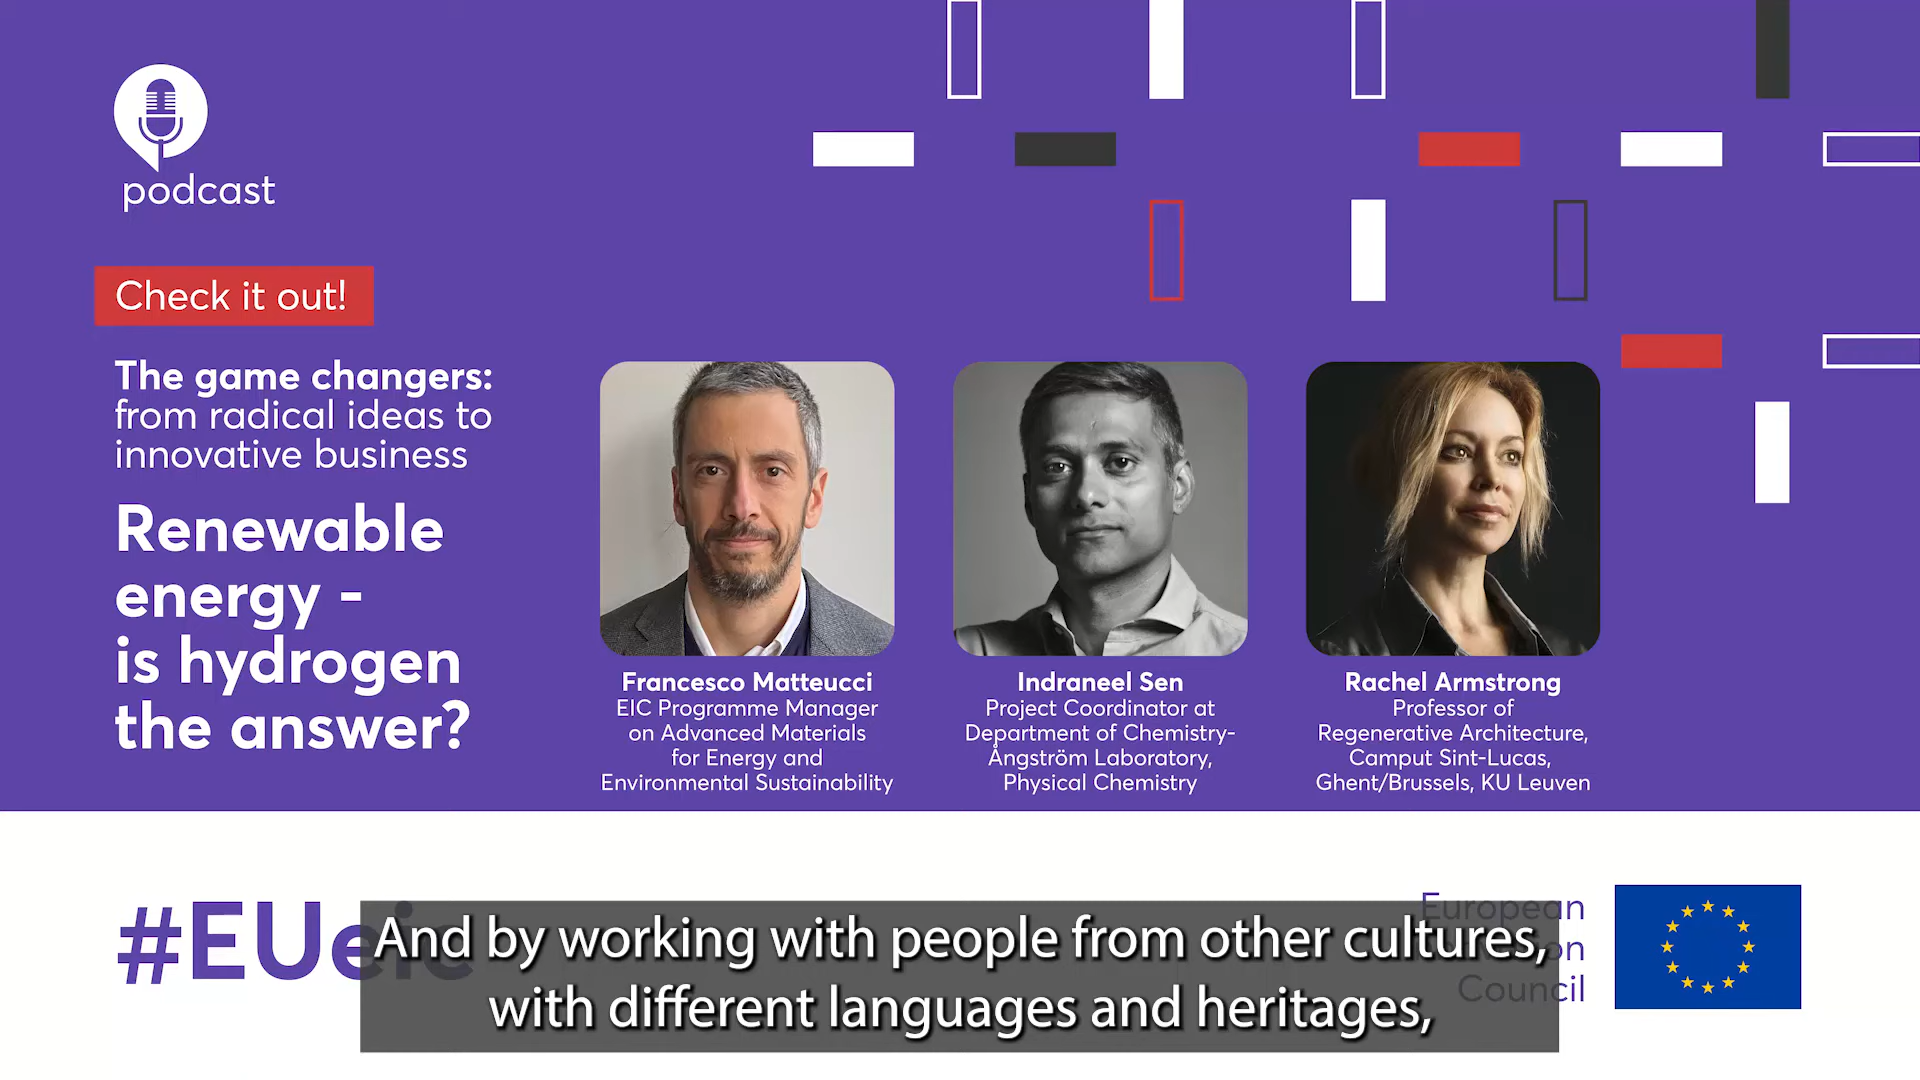 podcast
Check it out!
The game changers:
from radical ideas to
innovative business
Renewable
energy -
is hydrogen
the answer?
Francesco Matteucci
EIC Programme Manager
on Advanced Materials
for Energy and
Environmental Sustainability
Indraneel Sen
Project Coordinator at
Department of Chemistry-
Ångström Laboratory,
Physical Chemistry
Rachel Armstrong
Professor of
Regenerative Architecture,
Camput Sint-Lucas,
Ghent/Brussels, KU Leuven
#EUeic
European
Council
And by working with people from other cultures,
with different languages and heritages,